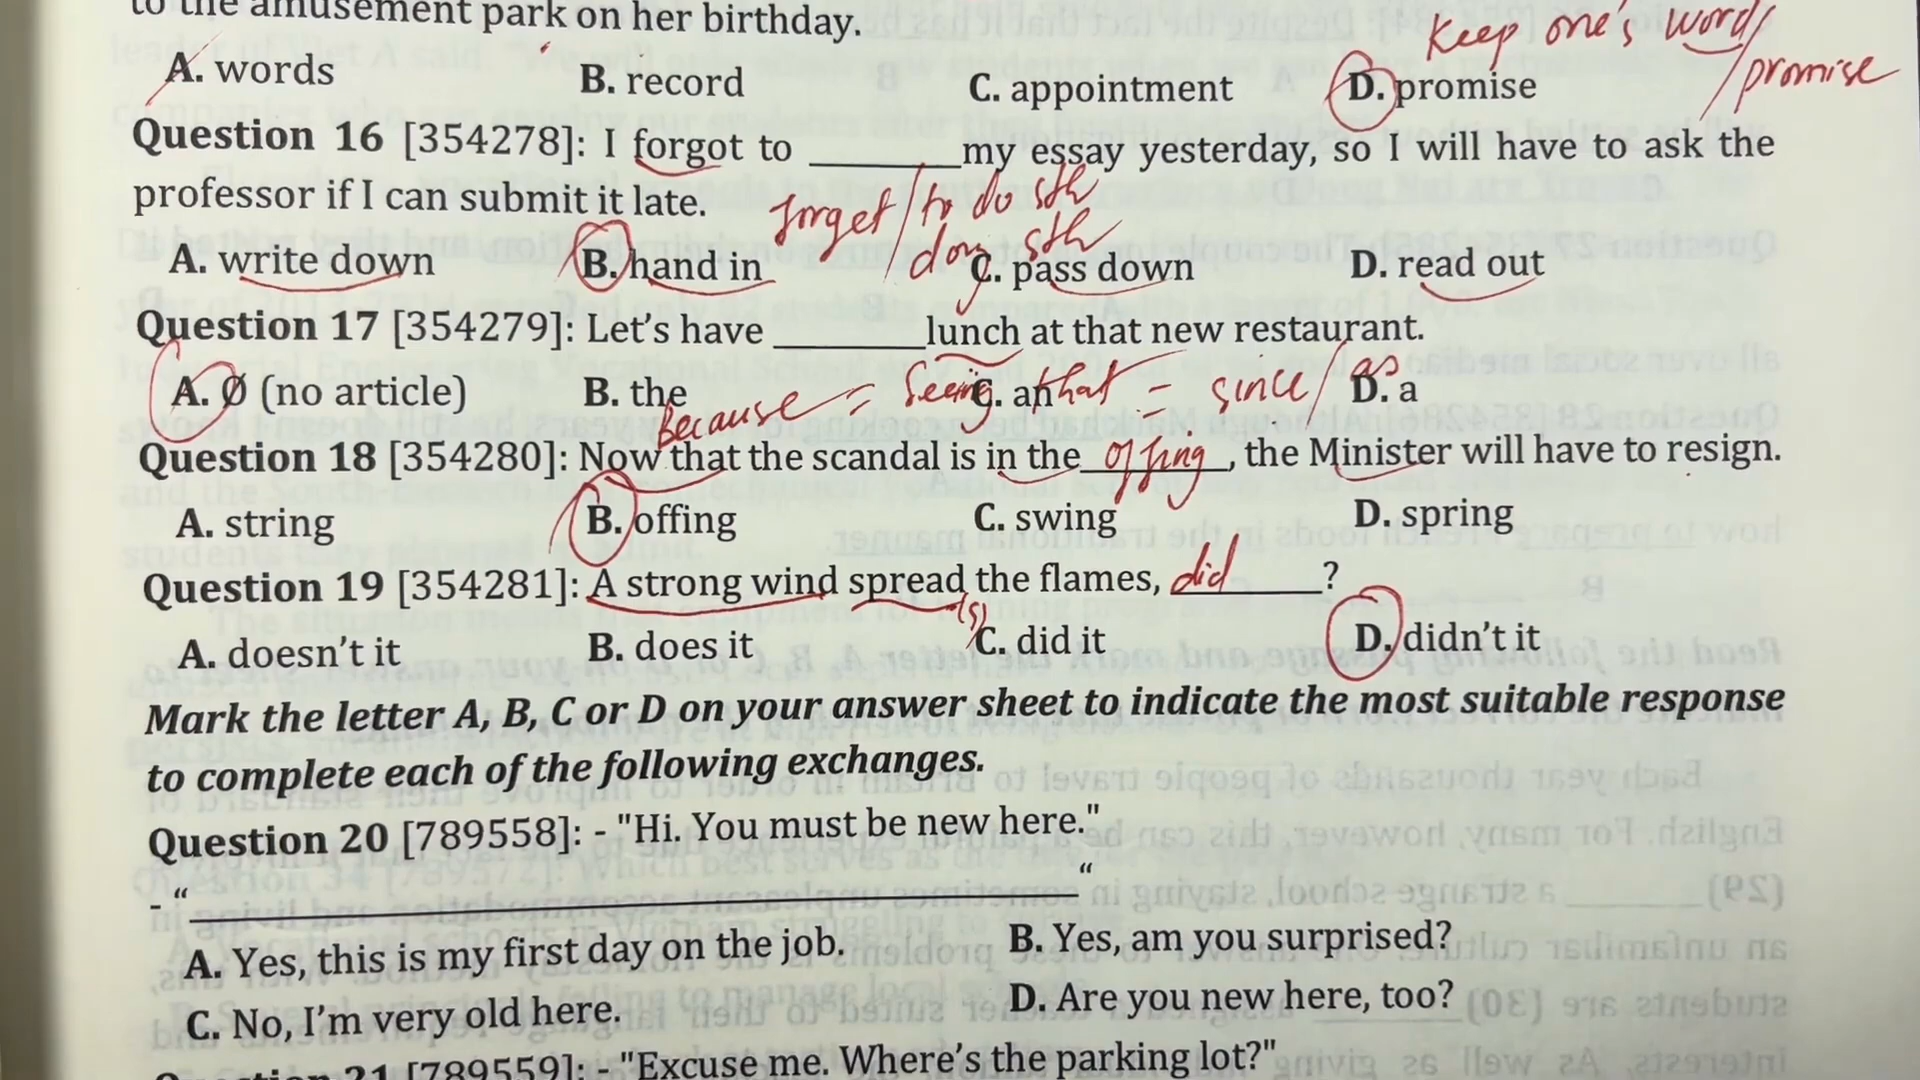 to the amusement park on her birthday.
Keep one's word/
/promise
A. words B. record C. appointment D. promise
Question 16 [354278]: I forgot to ________ my essay yesterday, so I will have to ask the
professor if I can submit it late.
forget / to do sth
/ doing sth
A. write down B. hand in C. pass down D. read out
Question 17 [354279]: Let's have ________ lunch at that new restaurant.
A. Ø (no article) B. the C. an D. a
Because = Seeing that = since / as
Question 18 [354280]: Now that the scandal is in the offing, the Minister will have to resign.
A. string B. offing C. swing D. spring
Question 19 [354281]: A strong wind spread the flames, did ?
(s)
A. doesn't it B. does it C. did it D. didn't it
Mark the letter A, B, C or D on your answer sheet to indicate the most suitable response
to complete each of the following exchanges.
Question 20 [789558]: - "Hi. You must be new here."
- “________“
A. Yes, this is my first day on the job. B. Yes, am you surprised?
C. No, I'm very old here. D. Are you new here, too?
Question 21 [789559]: - "Excuse me. Where's the parking lot?"